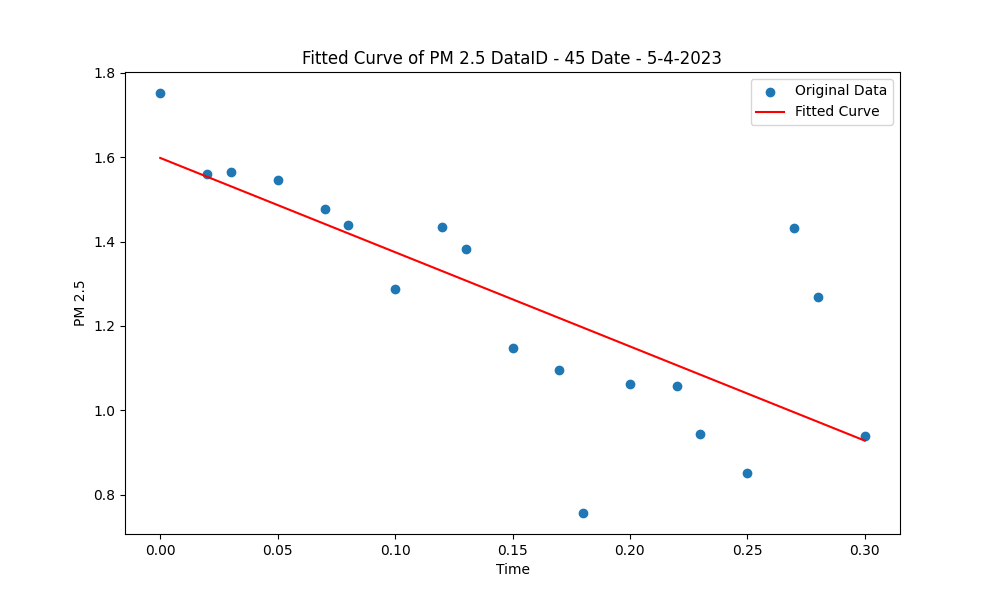 Fitted Curve of PM 2.5 DataID - 45 Date - 5-4-2023
Original Data
Fitted Curve
1.8
1.6
1.4
1.2
1.0
0.8
PM 2.5
0.00 0.05 0.10 0.15 0.20 0.25 0.30
Time